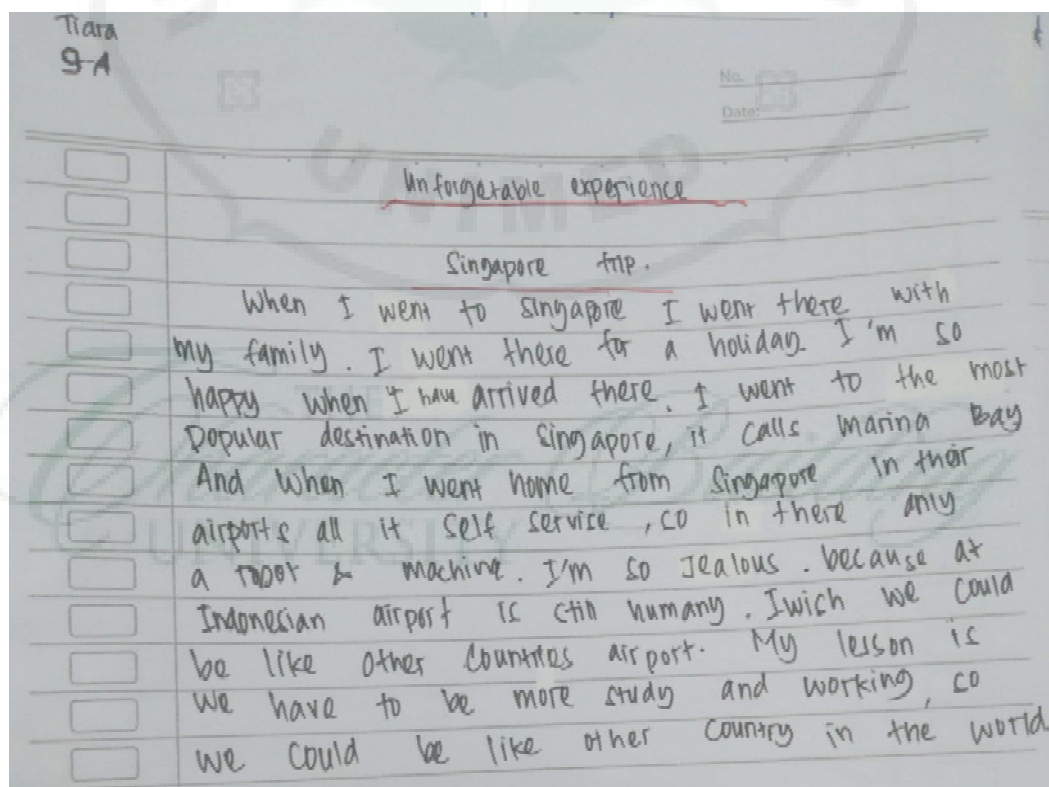 Tiara
9-A
No.
Date:
Unforgetable experience
Singapore trip.
When I went to Singapore I went there with
my family. I went there for a holiday. I'm so
happy when I have arrived there. I went to the most
popular destination in Singapore, it calls Marina Bay
And when I went home from Singapore in their
airports all it self service, so in there only
a robot & machine. I'm so Jealous. because at
Indonesian airport is still humany. I wish we could
be like other Countries airport. My lesson is
we have to be more study and working, so
we could be like other country in the world
UNIMED
THE
Character Building
UNIVERSITY